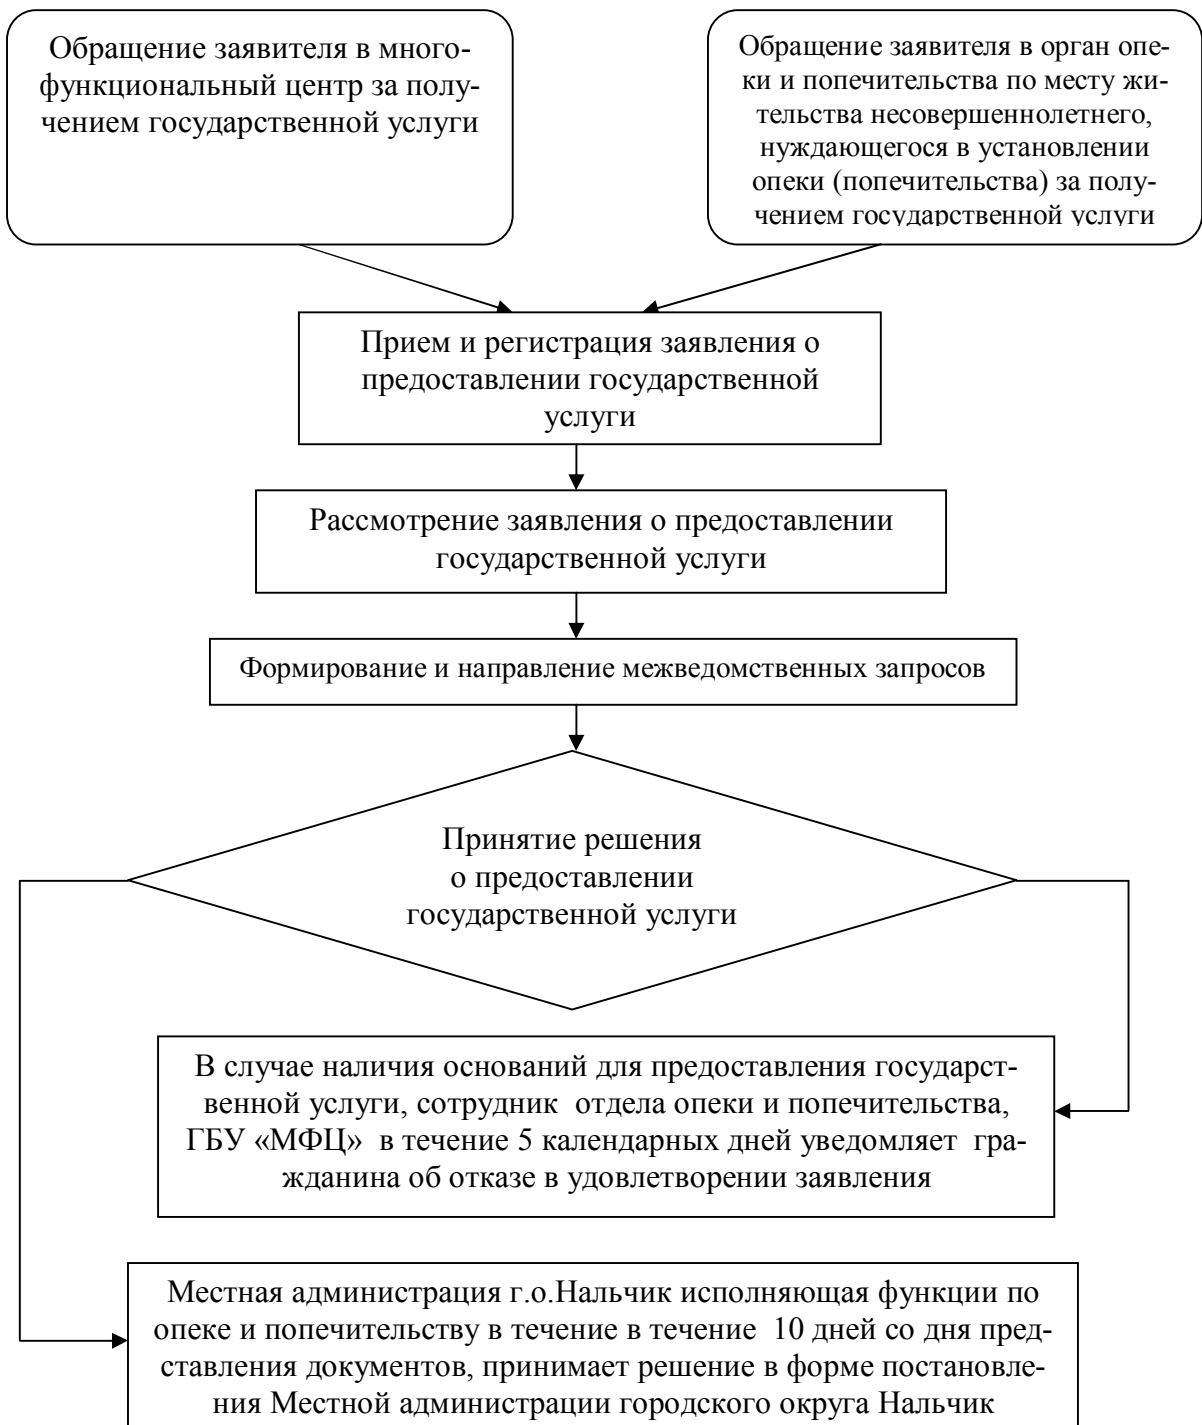 Обращение заявителя в много-
функциональный центр за полу-
чением государственной услуги
Обращение заявителя в орган опе-
ки и попечительства по месту жи-
тельства несовершеннолетнего,
нуждающегося в установлении
опеки (попечительства) за полу-
чением государственной услуги
Прием и регистрация заявления о
предоставлении государственной
услуги
Рассмотрение заявления о предоставлении
государственной услуги
Формирование и направление межведомственных запросов
Принятие решения
о предоставлении
государственной услуги
В случае наличия оснований для предоставления государст-
венной услуги, сотрудник отдела опеки и попечительства,
ГБУ «МФЦ» в течение 5 календарных дней уведомляет гра-
жданина об отказе в удовлетворении заявления
Местная администрация г.о.Нальчик исполняющая функции по
опеке и попечительству в течение в течение 10 дней со дня пред-
ставления документов, принимает решение в форме постановле-
ния Местной администрации городского округа Нальчик